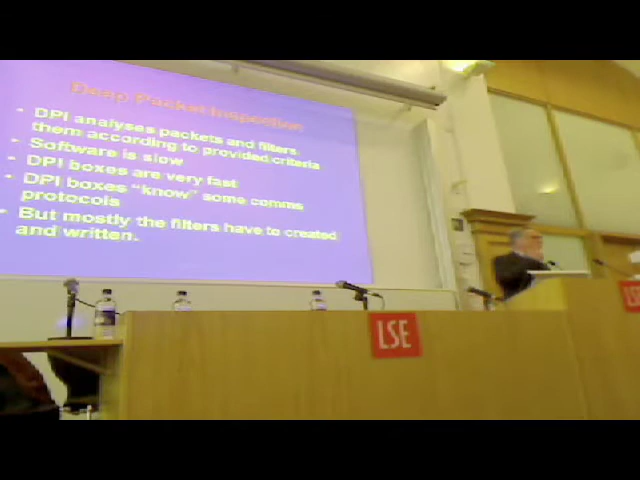 Deep Packet Inspection
• DPI analyses packets and filters
them according to provided criteria
• Software is slow
• DPI boxes are very fast
• DPI boxes "know" some comms
protocols
• But mostly the filters have to created
and written.
LSE
LSE